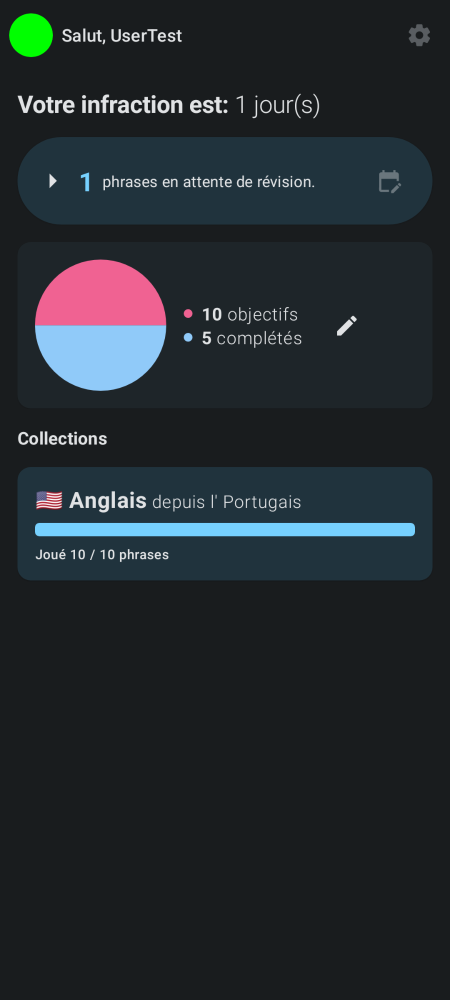 Salut, UserTest
Votre infraction est: 1 jour(s)
1 phrases en attente de révision.
10 objectifs
5 complétés
Collections
🇺🇸 Anglais depuis l' Portugais
Joué 10 / 10 phrases